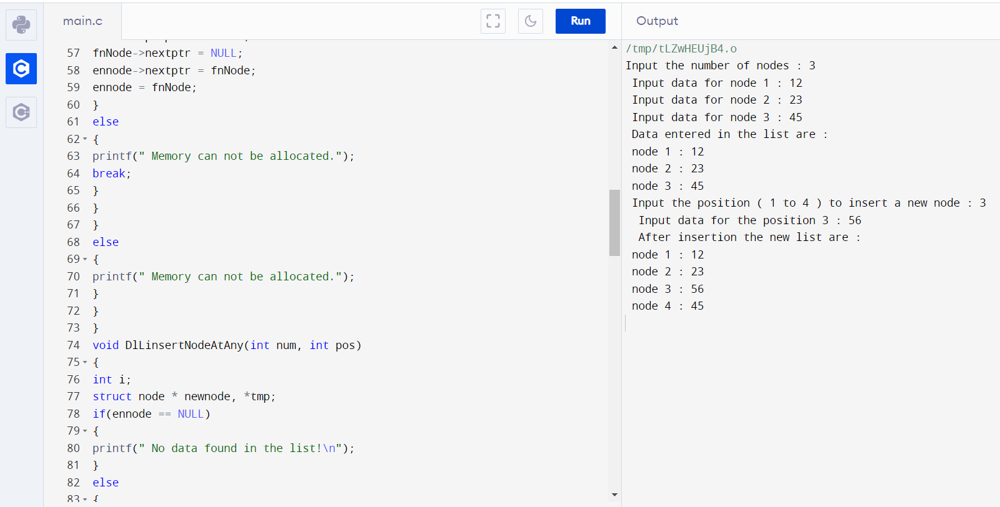 main.c
Run
Output
57 fnNode->nextptr = NULL;
58 ennode->nextptr = fnNode;
59 ennode = fnNode;
60 }
61 else
62 {
63 printf(" Memory can not be allocated.");
64 break;
65 }
66 }
67 }
68 else
69 {
70 printf(" Memory can not be allocated.");
71 }
72 }
73 }
74 void DlLinsertNodeAtAny(int num, int pos)
75 {
76 int i;
77 struct node * newnode, *tmp;
78 if(ennode == NULL)
79 {
80 printf(" No data found in the list!\n");
81 }
82 else
83 {
/tmp/tLZwHEUjB4.o
Input the number of nodes : 3
Input data for node 1 : 12
Input data for node 2 : 23
Input data for node 3 : 45
Data entered in the list are :
node 1 : 12
node 2 : 23
node 3 : 45
Input the position ( 1 to 4 ) to insert a new node : 3
Input data for the position 3 : 56
After insertion the new list are :
node 1 : 12
node 2 : 23
node 3 : 56
node 4 : 45